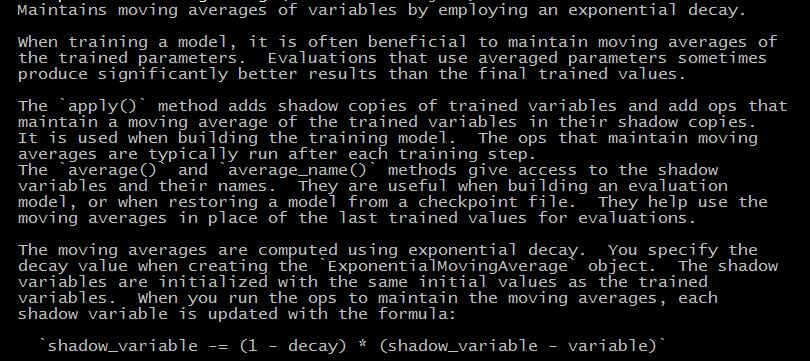 Maintains moving averages of variables by employing an exponential decay.
When training a model, it is often beneficial to maintain moving averages of
the trained parameters.  Evaluations that use averaged parameters sometimes
produce significantly better results than the final trained values.
The `apply()` method adds shadow copies of trained variables and add ops that
maintain a moving average of the trained variables in their shadow copies.
It is used when building the training model.  The ops that maintain moving
averages are typically run after each training step.
The `average()` and `average_name()` methods give access to the shadow
variables and their names.  They are useful when building an evaluation
model, or when restoring a model from a checkpoint file.  They help use the
moving averages in place of the last trained values for evaluations.
The moving averages are computed using exponential decay.  You specify the
decay value when creating the `ExponentialMovingAverage` object.  The shadow
variables are initialized with the same initial values as the trained
variables.  When you run the ops to maintain the moving averages, each
shadow variable is updated with the formula:
`shadow_variable -= (1 - decay) * (shadow_variable - variable)`